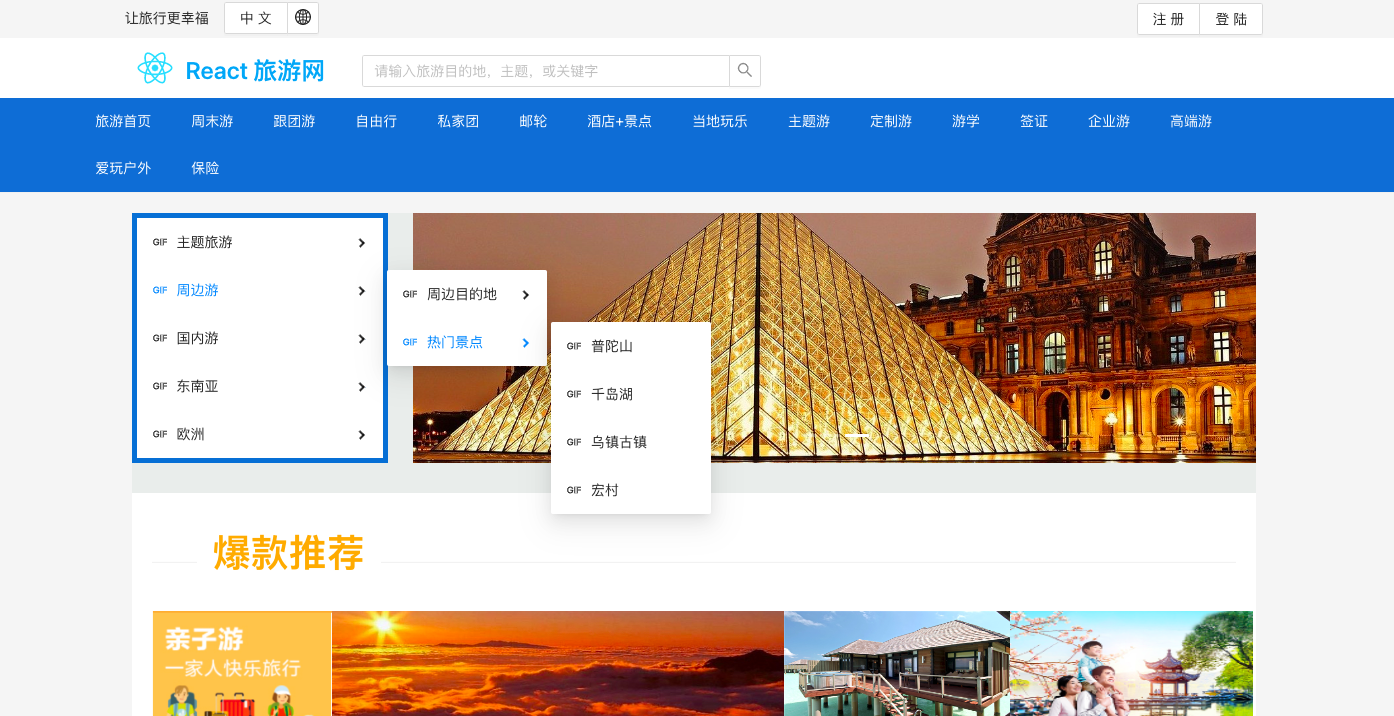 让旅行更幸福 中 文 注 册 登 陆
React 旅游网 请输入旅游目的地，主题，或关键字
旅游首页 周末游 跟团游 自由行 私家团 邮轮 酒店+景点 当地玩乐 主题游 定制游 游学 签证 企业游 高端游
爱玩户外 保险
GIF 主题旅游
GIF 周边游
GIF 国内游
GIF 东南亚
GIF 欧洲
GIF 周边目的地
GIF 热门景点
GIF 普陀山
GIF 千岛湖
GIF 乌镇古镇
GIF 宏村
爆款推荐
亲子游
一家人快乐旅行